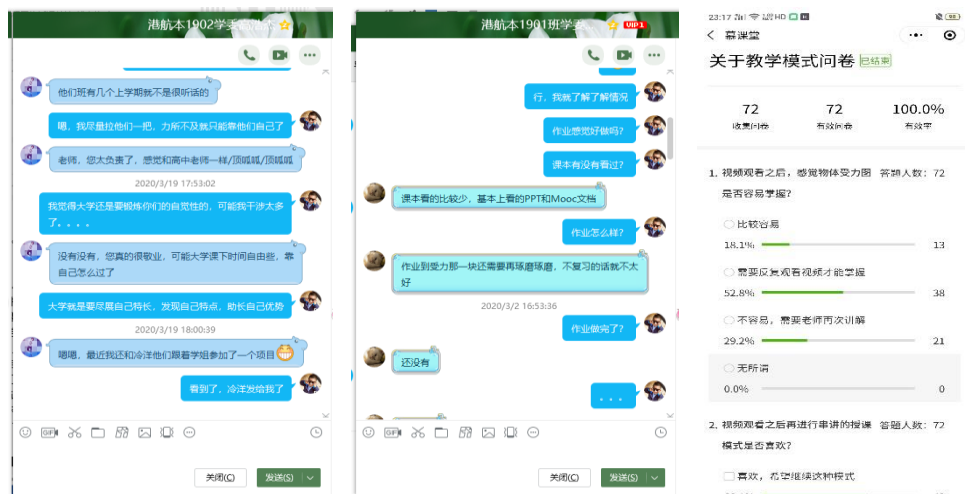 港航本1902学委
他们班有几个上学期就不是很听话的
嗯，我尽量拉他们一把，力所不及就只能靠他们自己了
老师，您太负责了，感觉和高中老师一样/顶呱呱/顶呱呱
2020/3/19 17:53:02
我觉得大学还是要锻炼你们的自觉性的，可能我干涉太多
了。。。。
没有没有，您真的很敬业，可能大学课下时间自由些，靠
自己怎么过了
大学就是要尽展自己特长，发现自己特点，助长自己优势
2020/3/19 18:00:39
嗯嗯，最近我还和冷洋他们跟着学姐参加了一个项目
看到了，冷洋发给我了
GIF
关闭(C)
发送(S)
港航本1901班学委
VIP1
行，我就了解了解情况
作业感觉好做吗？
课本有没有看过？
课本看的比较少，基本上看的PPT和Mooc文档
作业怎么样？
作业到受力那一块还需要再琢磨琢磨，不复习的话就不太
好
2020/3/2 16:53:36
作业做完了？
还没有
。。。
GIF
关闭(C)
发送(S)
23:17
HD
98
慕课堂
关于教学模式问卷 已结束
72 72 100.0%
收集问卷 有效问卷 有效率
1. 视频观看之后，感觉物体受力图 答题人数：72
是否容易掌握？
比较容易
18.1% 13
需要反复观看视频才能掌握
52.8% 38
不容易，需要老师再次讲解
29.2% 21
无所谓
0.0% 0
2. 视频观看之后再进行串讲的授课 答题人数：72
模式是否喜欢？
喜欢，希望继续这种模式